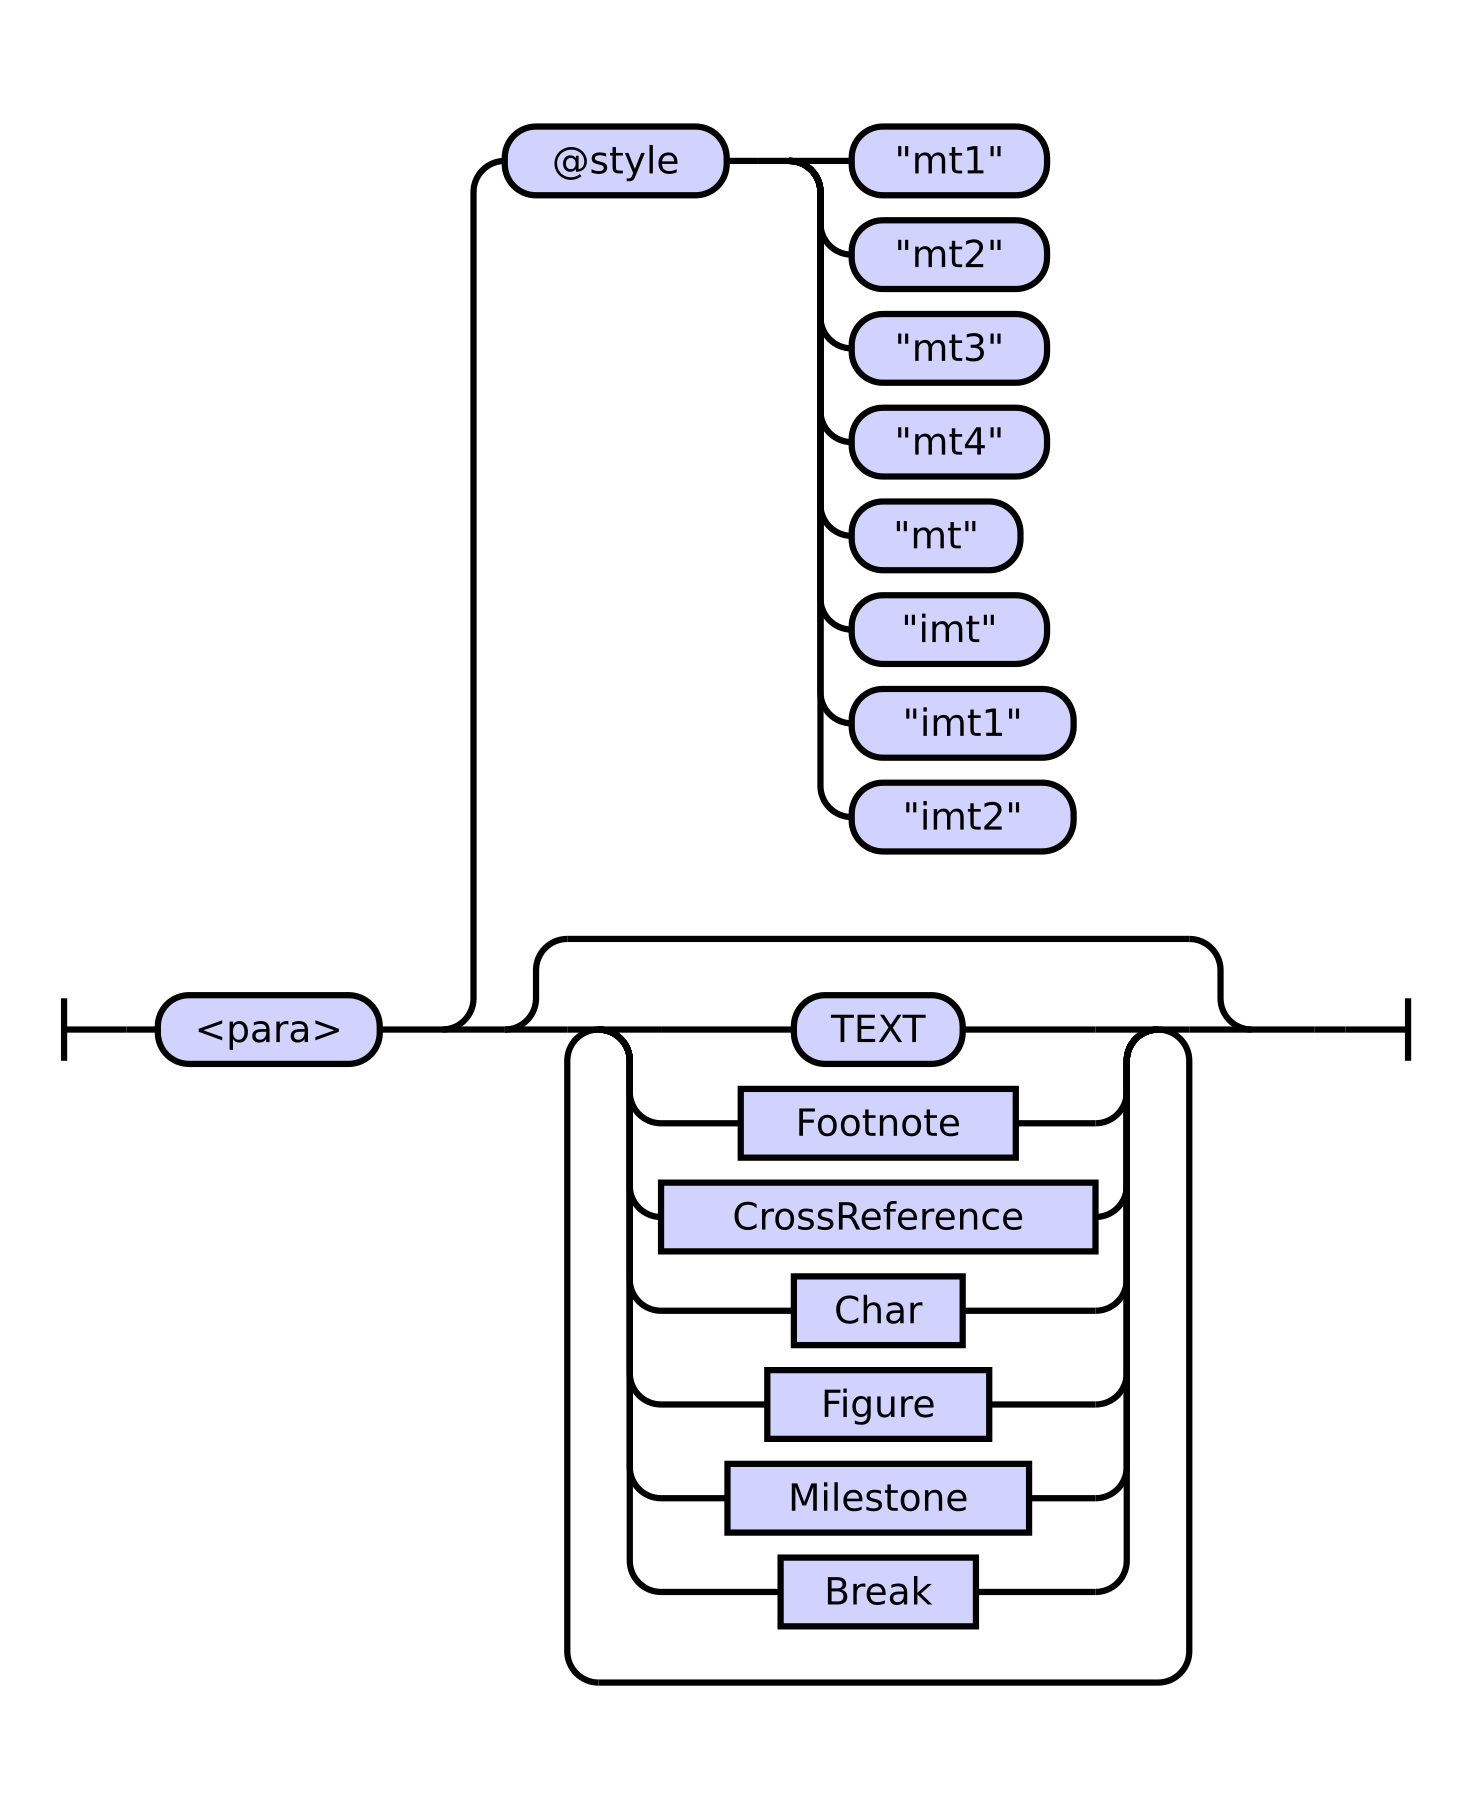 @style
"mt1"
"mt2"
"mt3"
"mt4"
"mt"
"imt"
"imt1"
"imt2"
<para>
TEXT
Footnote
CrossReference
Char
Figure
Milestone
Break